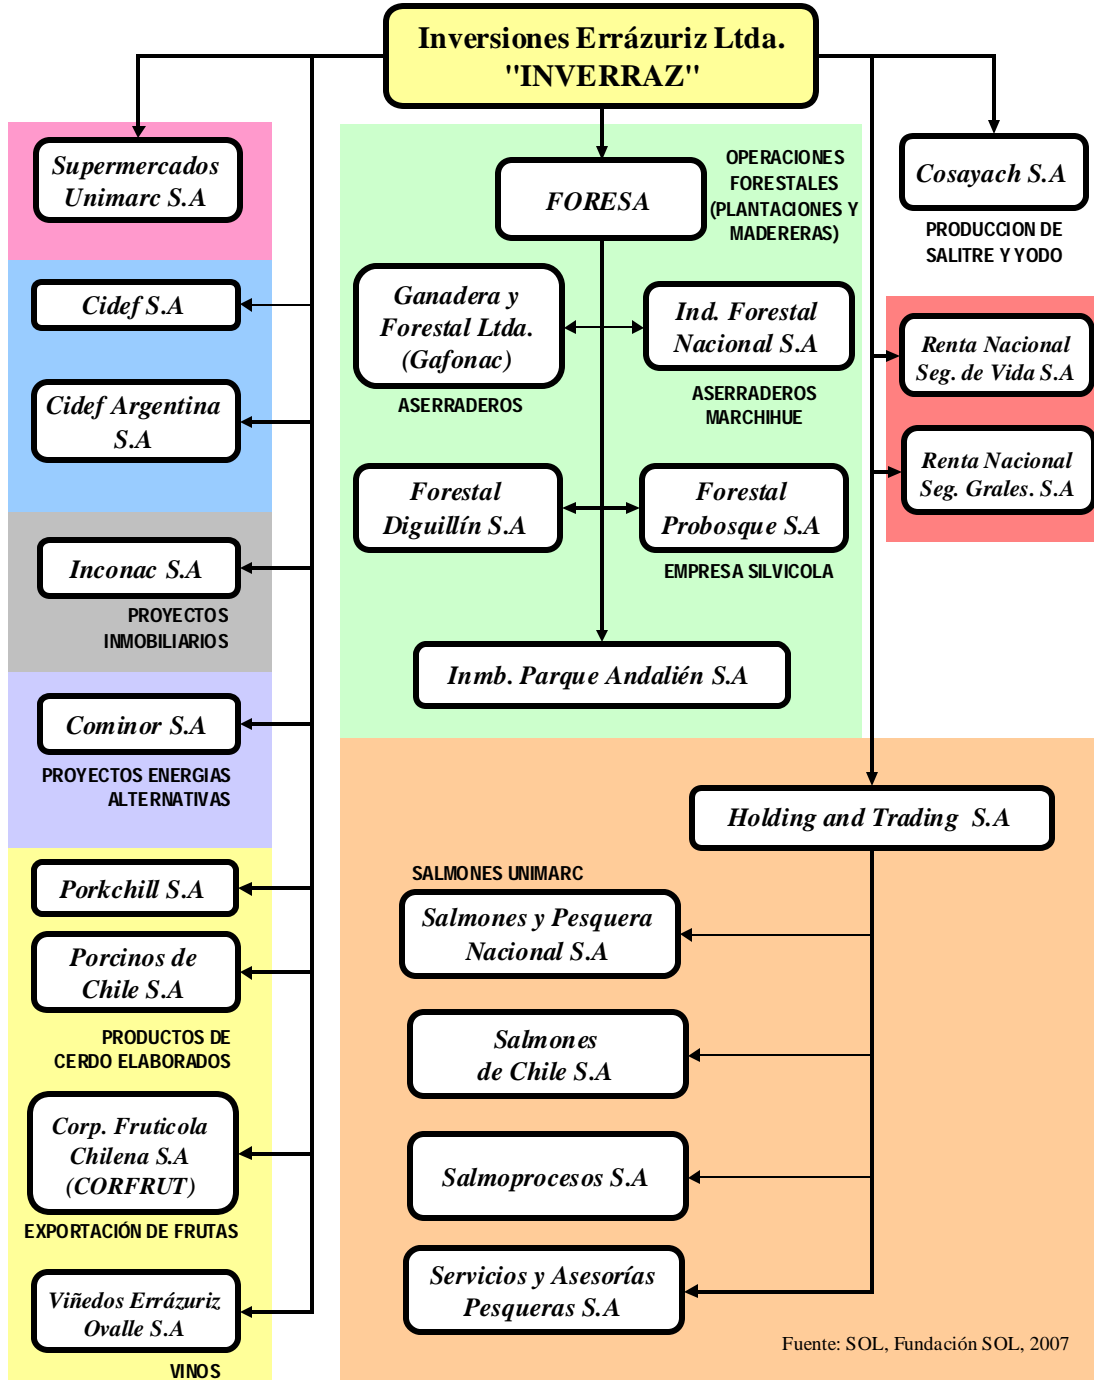 Inversiones Errázuriz Ltda.
"INVERRAZ"
Supermercados
Unimarc S.A
Cidef S.A
Cidef Argentina
S.A
Inconac S.A
PROYECTOS
INMOBILIARIOS
Cominor S.A
PROYECTOS ENERGIAS
ALTERNATIVAS
Porkchill S.A
Porcinos de
Chile S.A
PRODUCTOS DE
CERDO ELABORADOS
Corp. Fruticola
Chilena S.A
(CORFRUT)
EXPORTACIÓN DE FRUTAS
Viñedos Errázuriz
Ovalle S.A
VINOS
FORESA
OPERACIONES
FORESTALES
(PLANTACIONES Y
MADERERAS)
Ganadera y
Forestal Ltda.
(Gafonac)
ASERRADEROS
Ind. Forestal
Nacional S.A
ASERRADEROS
MARCHIHUE
Forestal
Diguillín S.A
Forestal
Probosque S.A
EMPRESA SILVICOLA
Inmb. Parque Andalién S.A
Cosayach S.A
PRODUCCION DE
SALITRE Y YODO
Renta Nacional
Seg. de Vida S.A
Renta Nacional
Seg. Grales. S.A
Holding and Trading S.A
SALMONES UNIMARC
Salmones y Pesquera
Nacional S.A
Salmones
de Chile S.A
Salmoprocesos S.A
Servicios y Asesorías
Pesqueras S.A
Fuente: SOL, Fundación SOL, 2007